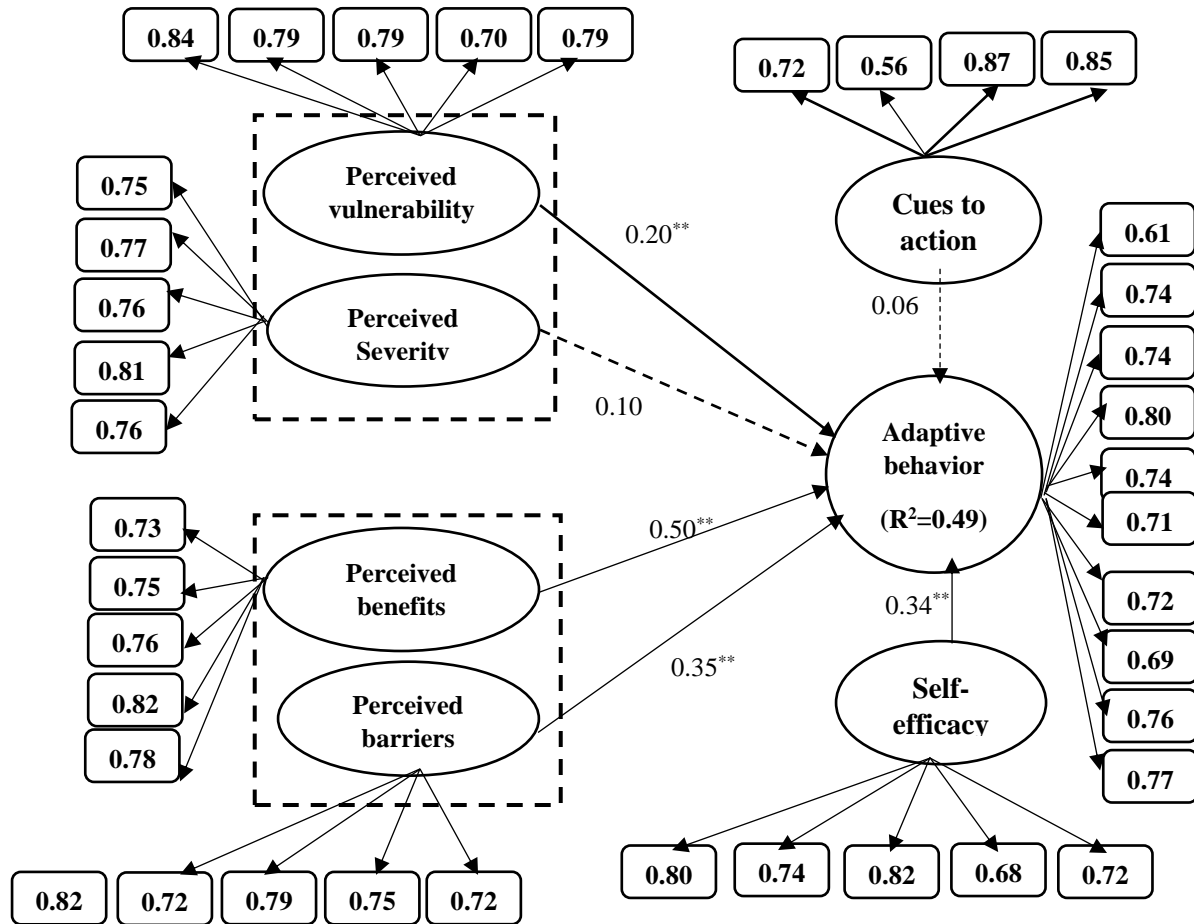 0.84 0.79 0.79 0.70 0.79
0.72 0.56 0.87 0.85
Perceived
vulnerability
0.75
0.77
0.76
0.81
0.76
Perceived
Severity
0.20**
0.10
Cues to
action
0.06
Adaptive
behavior
(R²=0.49)
0.61
0.74
0.74
0.80
0.74
0.71
0.72
0.69
0.76
0.77
0.73
0.75
0.76
0.82
0.78
Perceived
benefits
0.50**
Perceived
barriers
0.35**
0.34**
Self-
efficacy
0.82 0.72 0.79 0.75 0.72
0.80 0.74 0.82 0.68 0.72